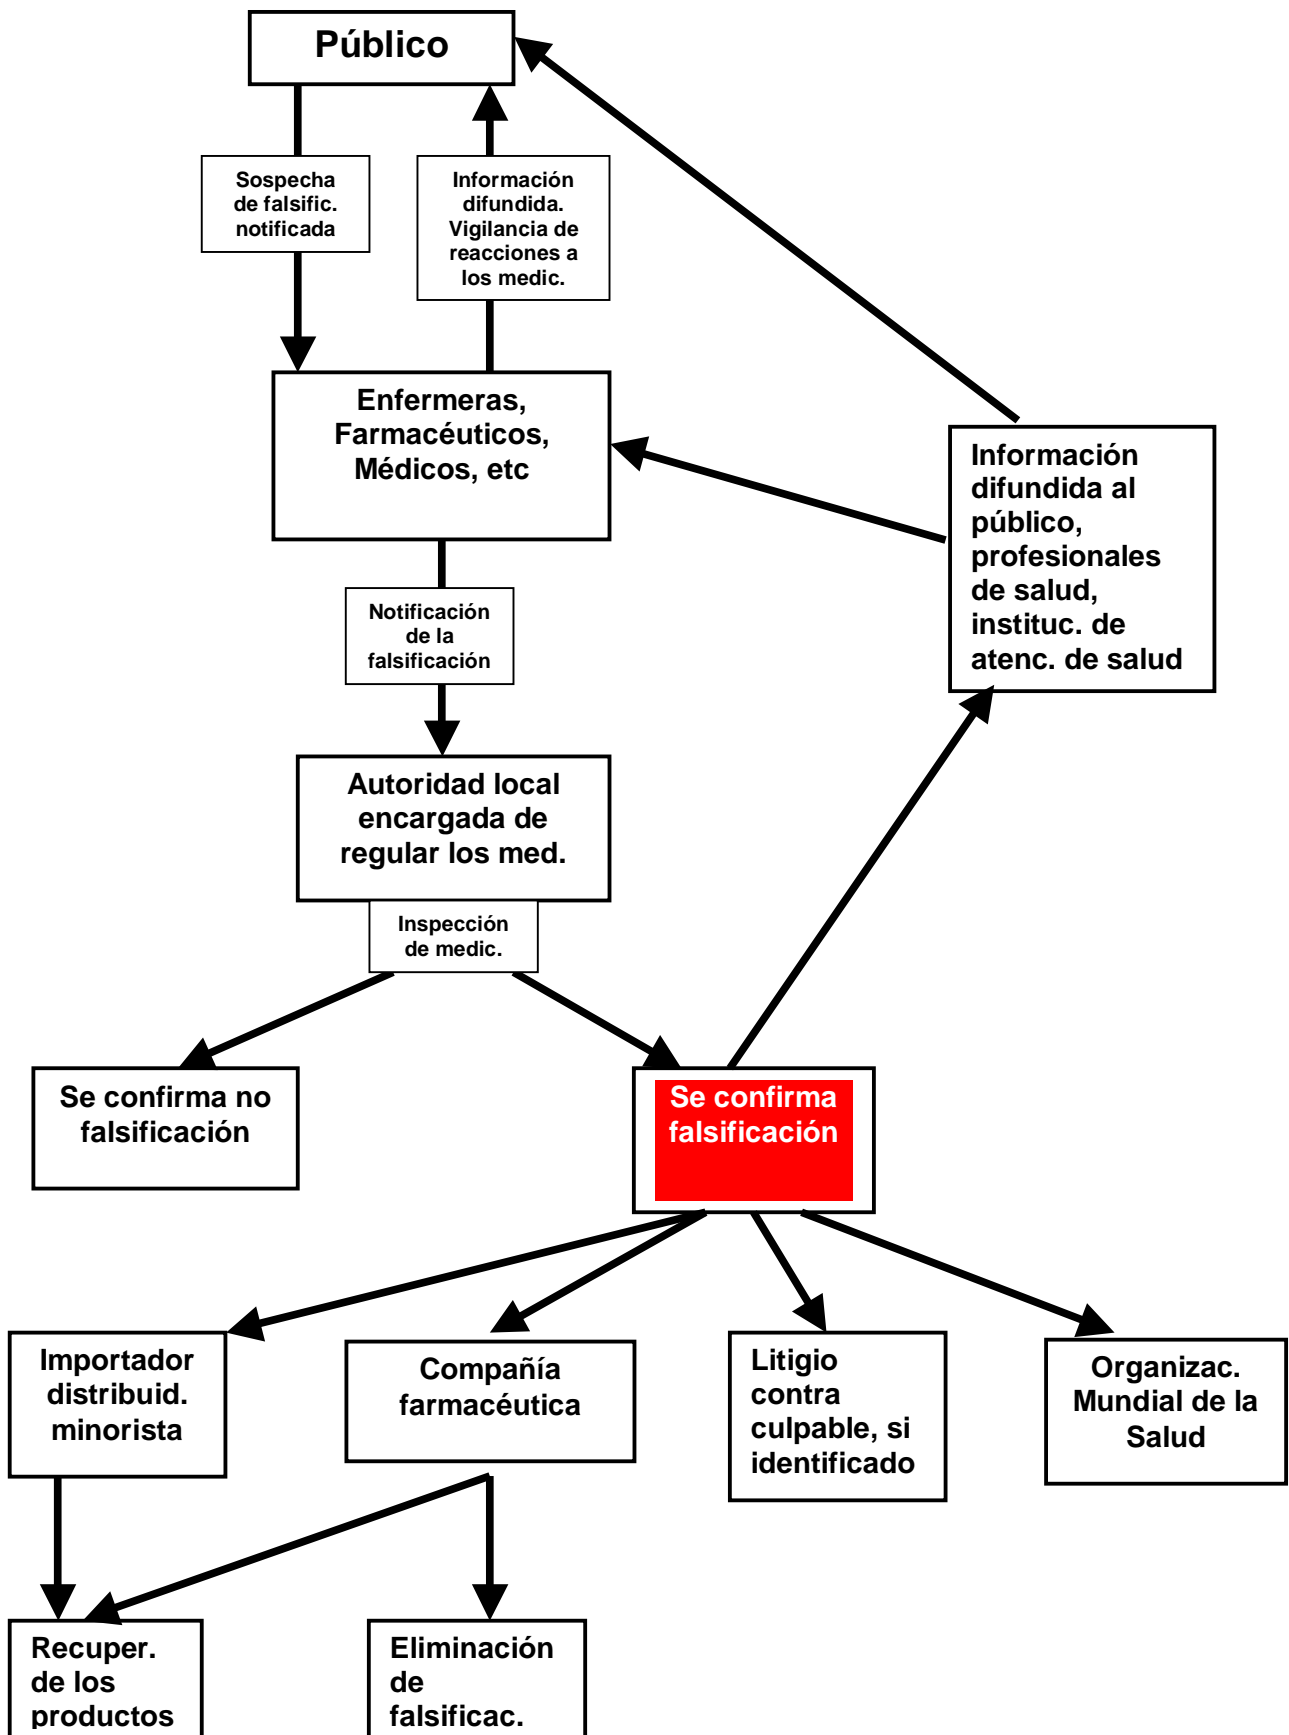 Público
Sospecha
de falsific.
notificada
Información
difundida.
Vigilancia de
reacciones a
los medic.
Enfermeras,
Farmacéuticos,
Médicos, etc
Información
difundida al
público,
profesionales
de salud,
instituc. de
atenc. de salud
Notificación
de la
falsificación
Autoridad local
encargada de
regular los med.
Inspección
de medic.
Se confirma no
falsificación
Se confirma
falsificación
Importador
distribuid.
minorista
Compañía
farmacéutica
Litigio
contra
culpable, si
identificado
Organizac.
Mundial de la
Salud
Recuper.
de los
productos
Eliminación
de
falsificac.